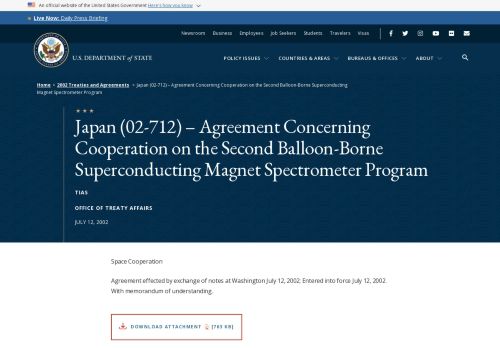 An official website of the United States Government Here's how you know
Live Now: Daily Press Briefing
Newsroom Business Employees Job Seekers Students Travelers Visas
U.S. DEPARTMENT of STATE
POLICY ISSUES COUNTRIES & AREAS BUREAUS & OFFICES ABOUT
Home > 2002 Treaties and Agreements > Japan (02-712) – Agreement Concerning Cooperation on the Second Balloon-Borne Superconducting
Magnet Spectrometer Program
Japan (02-712) – Agreement Concerning
Cooperation on the Second Balloon-Borne
Superconducting Magnet Spectrometer Program
TIAS
OFFICE OF TREATY AFFAIRS
JULY 12, 2002
Space Cooperation
Agreement effected by exchange of notes at Washington July 12, 2002; Entered into force July 12, 2002.
With memorandum of understanding.
DOWNLOAD ATTACHMENT [763 KB]